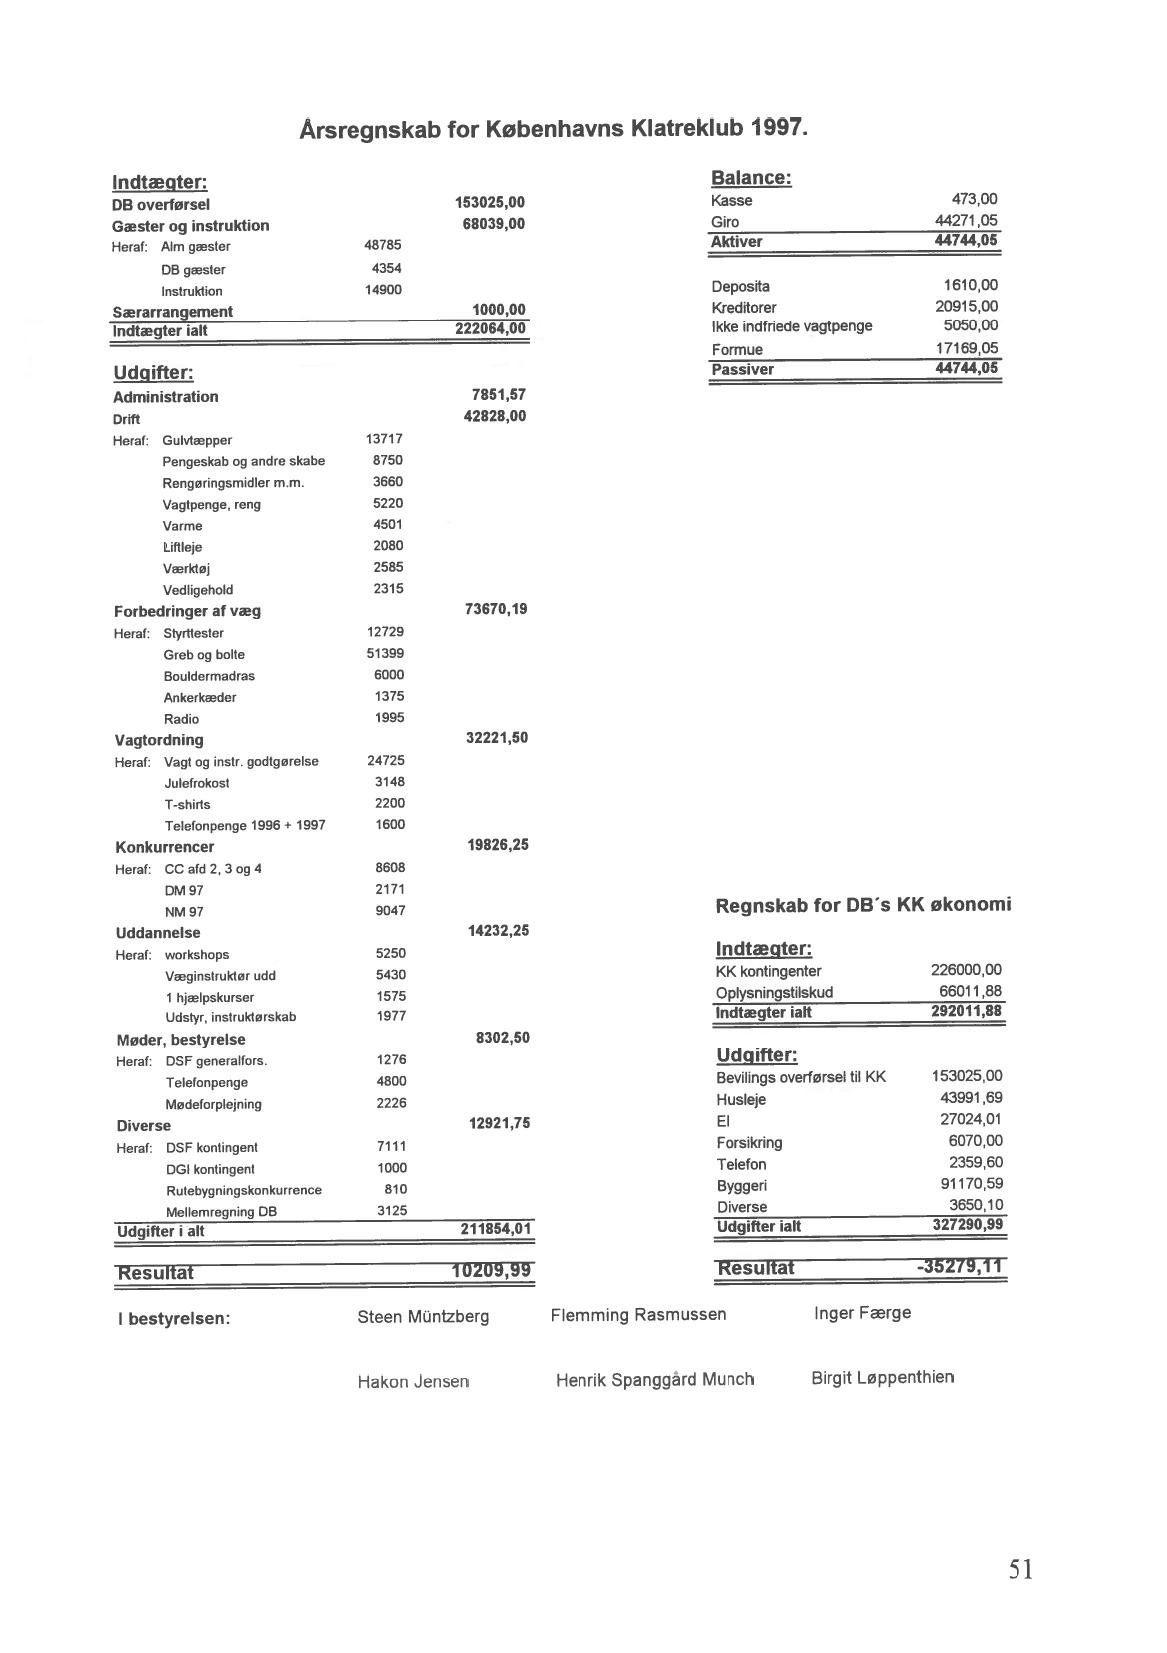 Årsregnskab for Københavns Klatreklub 1997.
Indtægter:
DB overførsel 153025,00
Gæster og instruktion 68039,00
Heraf: Alm gæster 48785
DB gæster 4354
Instruktion 14900
Særarrangement 1000,00
Indtægter ialt 222064,00
Udgifter:
Administration 7851,57
Drift 42828,00
Heraf: Gulvtæpper 13717
Pengeskab og andre skabe 8750
Rengøringsmidler m.m. 3660
Vagtpenge, reng 5220
Varme 4501
Liftleje 2080
Værktøj 2585
Vedligehold 2315
Forbedringer af væg 73670,19
Heraf: Styrttester 12729
Greb og bolte 51399
Bouldermadras 6000
Ankerkæder 1375
Radio 1995
Vagtordning 32221,50
Heraf: Vagt og instr. godtgørelse 24725
Julefrokost 3148
T-shirts 2200
Telefonpenge 1996 + 1997 1600
Konkurrencer 19826,25
Heraf: CC afd 2, 3 og 4 8608
DM 97 2171
NM 97 9047
Uddannelse 14232,25
Heraf: workshops 5250
Væginstruktør udd 5430
1 hjælpskurser 1575
Udstyr, instruktørskab 1977
Møder, bestyrelse 8302,50
Heraf: DSF generalfors. 1276
Telefonpenge 4800
Mødeforplejning 2226
Diverse 12921,75
Heraf: DSF kontingent 7111
DGI kontingent 1000
Rutebygningskonkurrence 810
Mellemregning DB 3125
Udgifter i alt 211854,01
Resultat 10209,99
Balance:
Kasse 473,00
Giro 44271,05
Aktiver 44744,05
Deposita 1610,00
Kreditorer 20915,00
Ikke indfriede vagtpenge 5050,00
Formue 17169,05
Passiver 44744,05
Regnskab for DB´s KK økonomi
Indtægter:
KK kontingenter 226000,00
Oplysningstilskud 66011,88
Indtægter ialt 292011,88
Udgifter:
Bevilings overførsel til KK 153025,00
Husleje 43991,69
El 27024,01
Forsikring 6070,00
Telefon 2359,60
Byggeri 91170,59
Diverse 3650,10
Udgifter ialt 327290,99
Resultat -35279,11
I bestyrelsen: Steen Müntzberg Flemming Rasmussen Inger Færge
Hakon Jensen Henrik Spanggård Munch Birgit Løppenthien
51